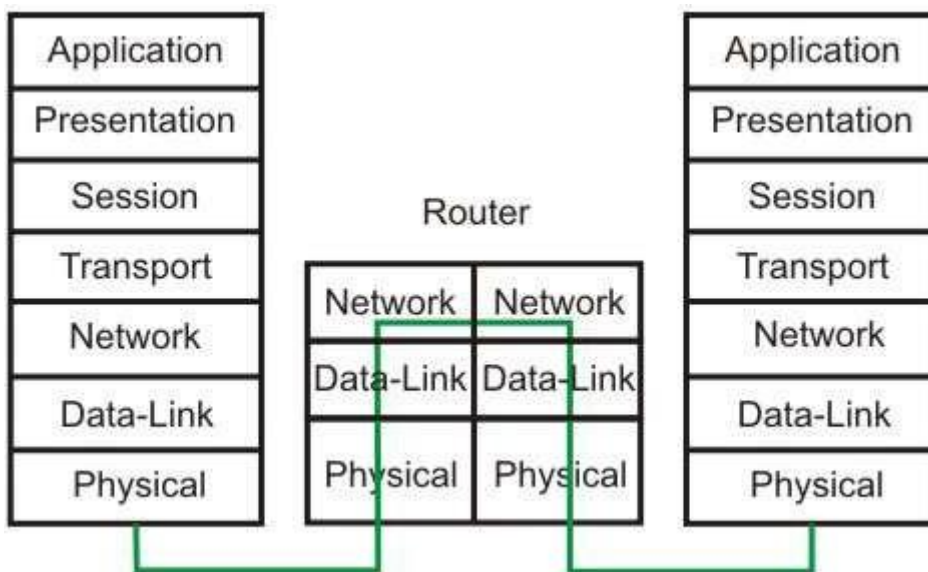 Application
Presentation
Session
Transport
Network
Data-Link
Physical
Router
Network Network
Data-Link Data-Link
Physical Physical
Application
Presentation
Session
Transport
Network
Data-Link
Physical